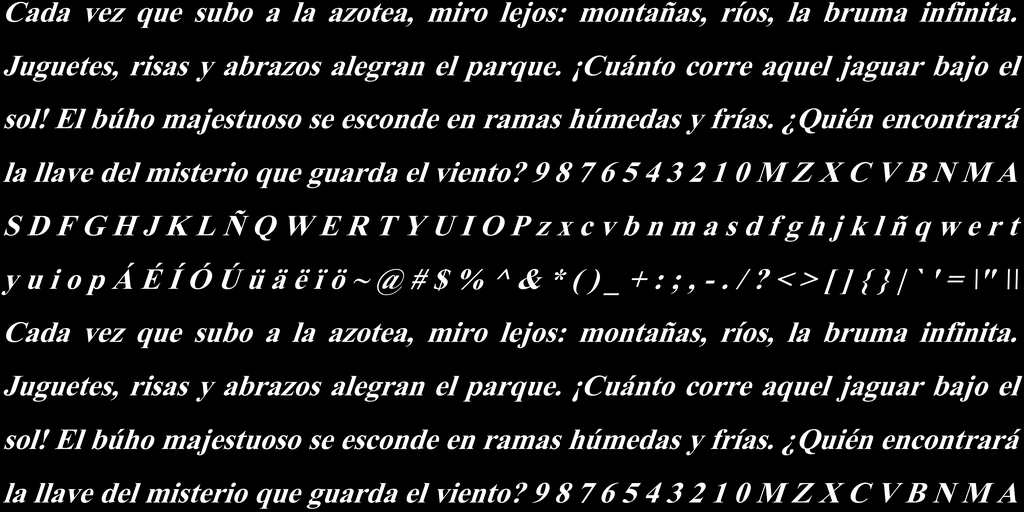 Cada vez que subo a la azotea, miro lejos: montañas, ríos, la bruma infinita.
Juguetes, risas y abrazos alegran el parque. ¡Cuánto corre aquel jaguar bajo el
sol! El búho majestuoso se esconde en ramas húmedas y frías. ¿Quién encontrará
la llave del misterio que guarda el viento? 9 8 7 6 5 4 3 2 1 0 M Z X C V B N M A
S D F G H J K L Ñ Q W E R T Y U I O P z x c v b n m a s d f g h j k l ñ q w e r t
y u i o p Á É Í Ó Ú ü ä ë ï ö ~ @ # $ % ^ & * ( ) _ + : ; , - . / ? < > [ ] { } | ` ' = \" \\
Cada vez que subo a la azotea, miro lejos: montañas, ríos, la bruma infinita.
Juguetes, risas y abrazos alegran el parque. ¡Cuánto corre aquel jaguar bajo el
sol! El búho majestuoso se esconde en ramas húmedas y frías. ¿Quién encontrará
la llave del misterio que guarda el viento? 9 8 7 6 5 4 3 2 1 0 M Z X C V B N M A